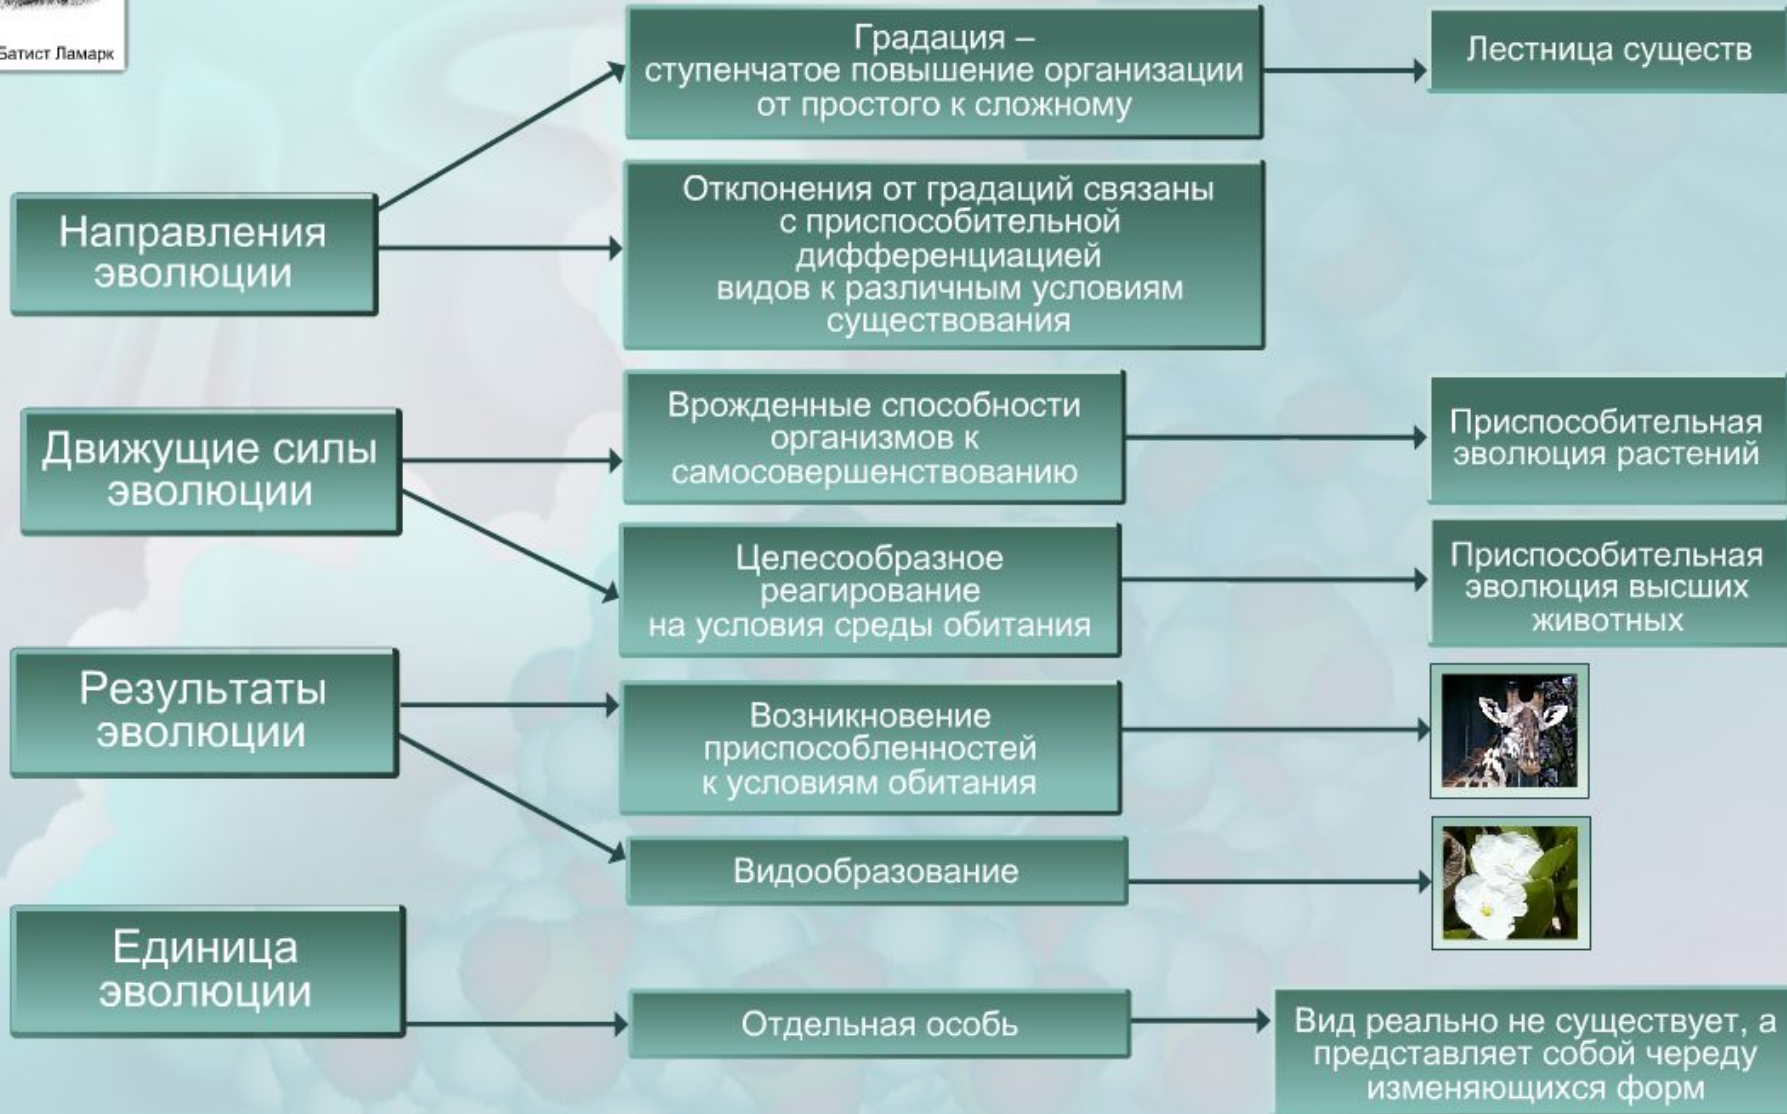 Батист Ламарк
Градация –
ступенчатое повышение организации
от простого к сложному
Лестница существ
Направления
эволюции
Отклонения от градаций связаны
с приспособительной
дифференциацией
видов к различным условиям
существования
Движущие силы
эволюции
Врожденные способности
организмов к
самосовершенствованию
Приспособительная
эволюция растений
Целесообразное
реагирование
на условия среды обитания
Приспособительная
эволюция высших
животных
Результаты
эволюции
Возникновение
приспособленностей
к условиям обитания
Видообразование
Единица
эволюции
Отдельная особь
Вид реально не существует, а
представляет собой череду
изменяющихся форм